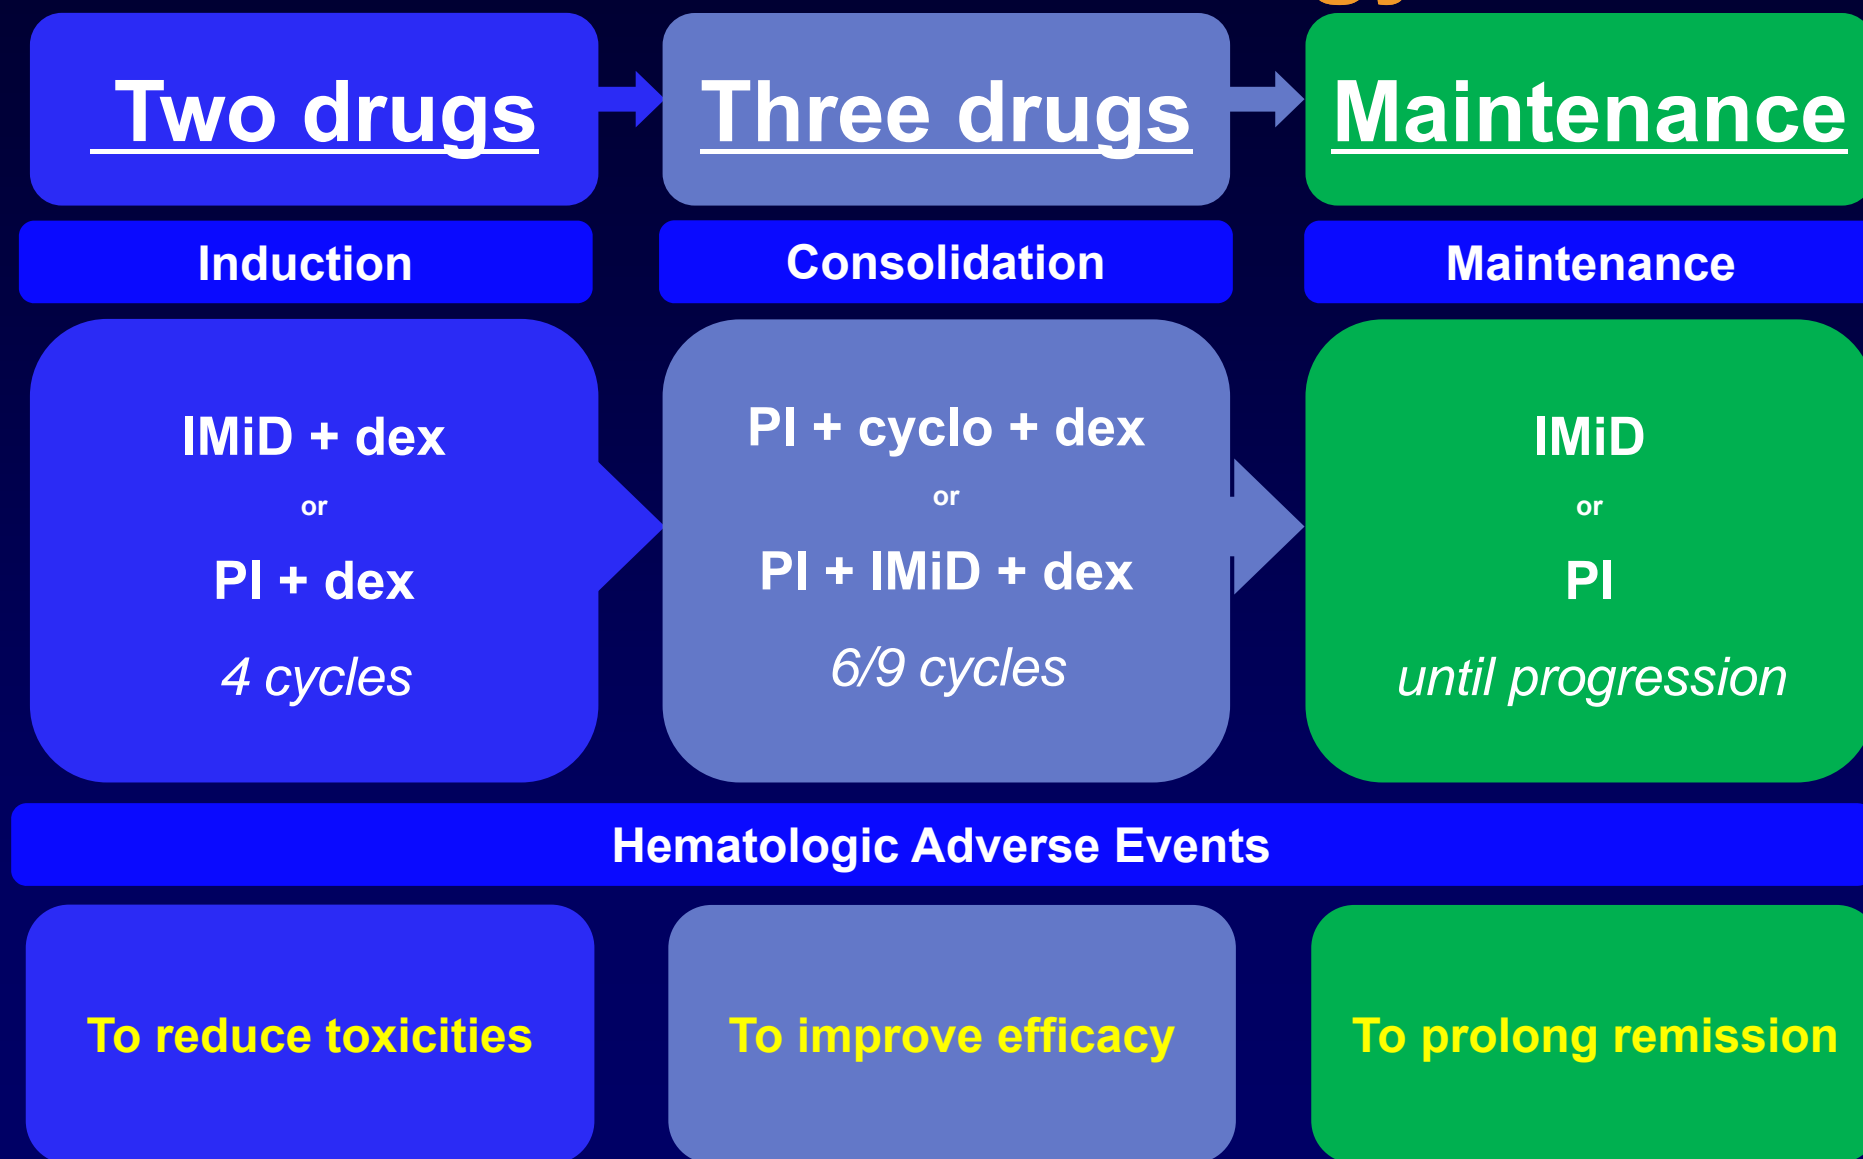 Two drugs
Three drugs
Maintenance
Induction
Consolidation
Maintenance
IMiD + dex
or
PI + dex
4 cycles
PI + cyclo + dex
or
PI + IMiD + dex
6/9 cycles
IMiD
or
PI
until progression
Hematologic Adverse Events
To reduce toxicities
To improve efficacy
To prolong remission